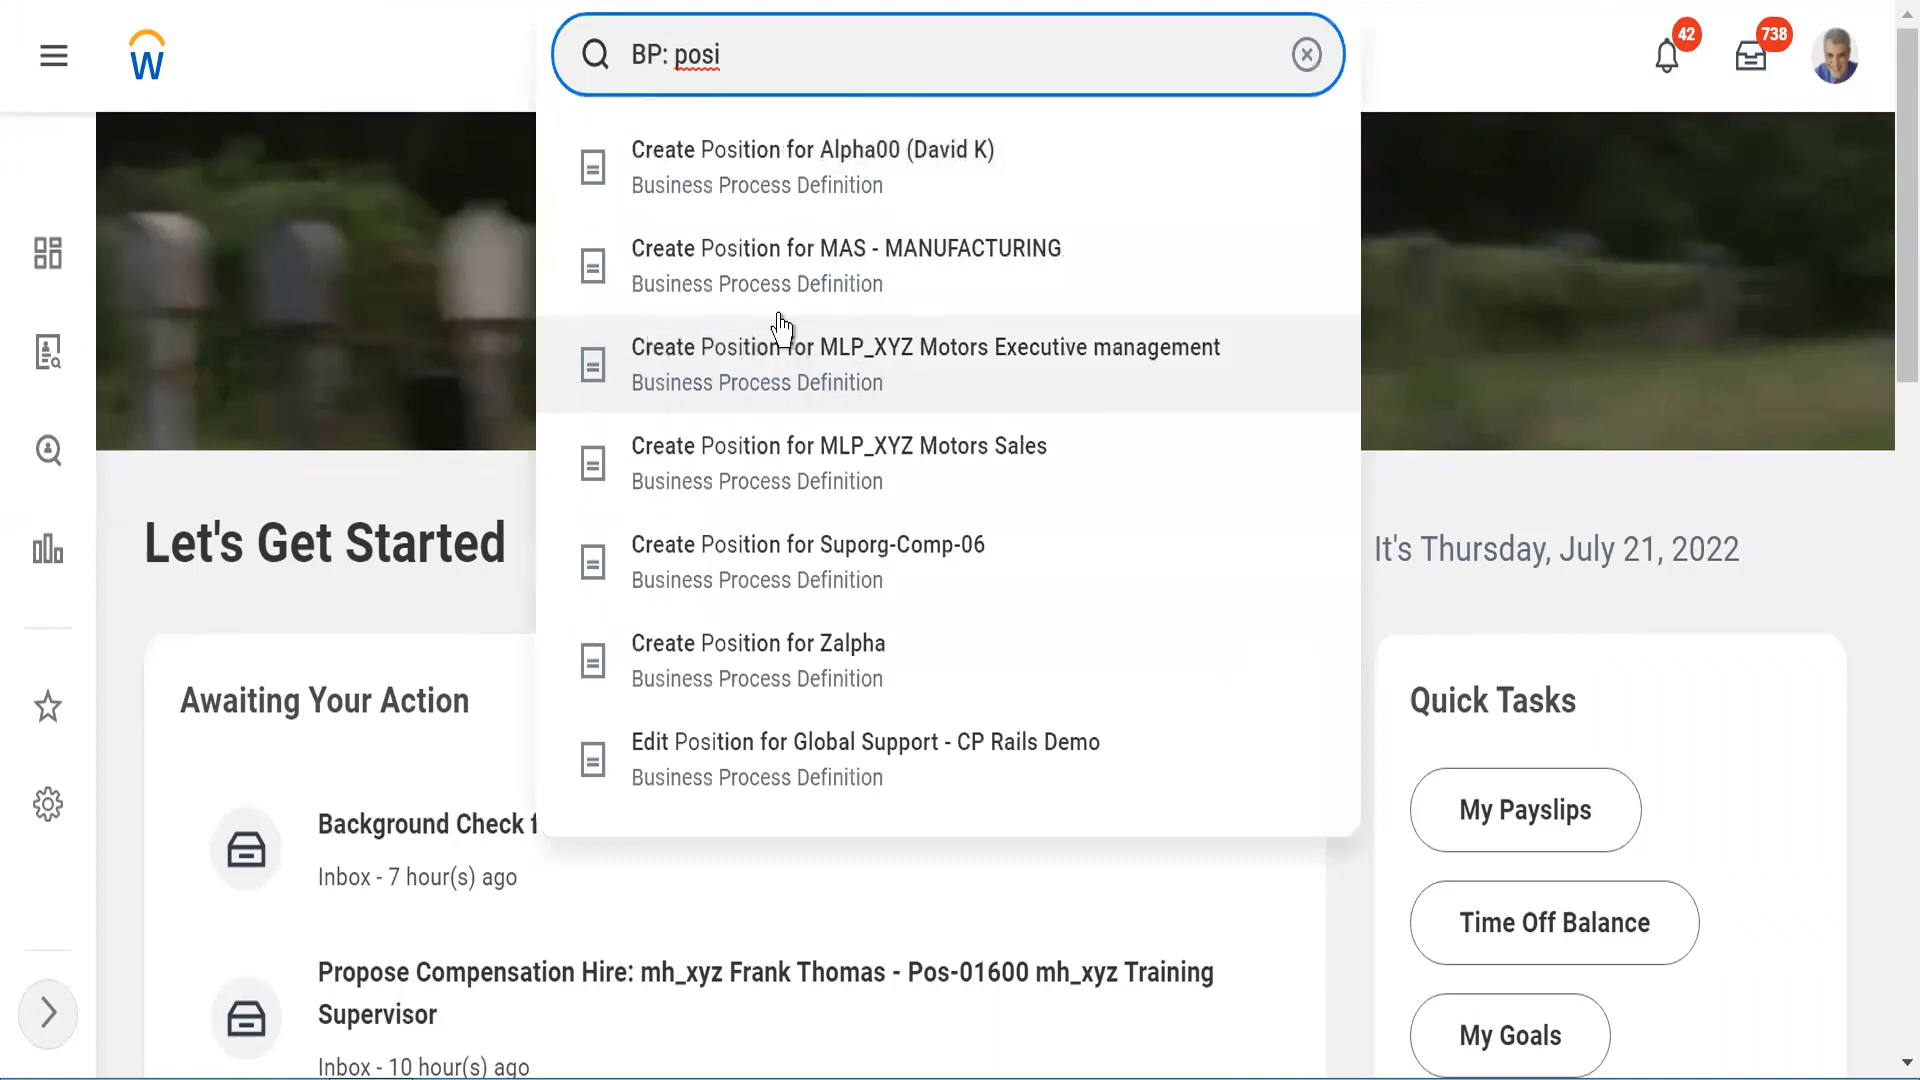 W
BP: posi
42
738
Create Position for Alpha00 (David K)
Business Process Definition
Create Position for MAS - MANUFACTURING
Business Process Definition
Create Position for MLP_XYZ Motors Executive management
Business Process Definition
Create Position for MLP_XYZ Motors Sales
Business Process Definition
Create Position for Suporg-Comp-06
Business Process Definition
Create Position for Zalpha
Business Process Definition
Edit Position for Global Support - CP Rails Demo
Business Process Definition
Let's Get Started
It's Thursday, July 21, 2022
Awaiting Your Action
Background Check f
Inbox - 7 hour(s) ago
Propose Compensation Hire: mh_xyz Frank Thomas - Pos-01600 mh_xyz Training
Supervisor
Inbox - 10 hour(s) ago
Quick Tasks
My Payslips
Time Off Balance
My Goals